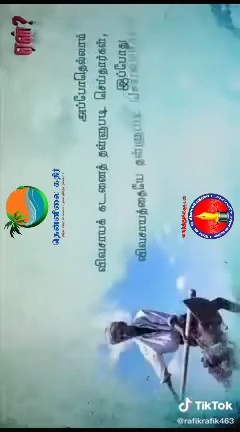 ஏன்?
அப்போதெல்லாம்
விவசாயக் கடனைத் தள்ளுபடி செய்தார்கள்,
இப்போது
விவசாயத்தையே தள்ளுபடி
தென்னிலை கதிர்
TikTok
@rafikrafik463